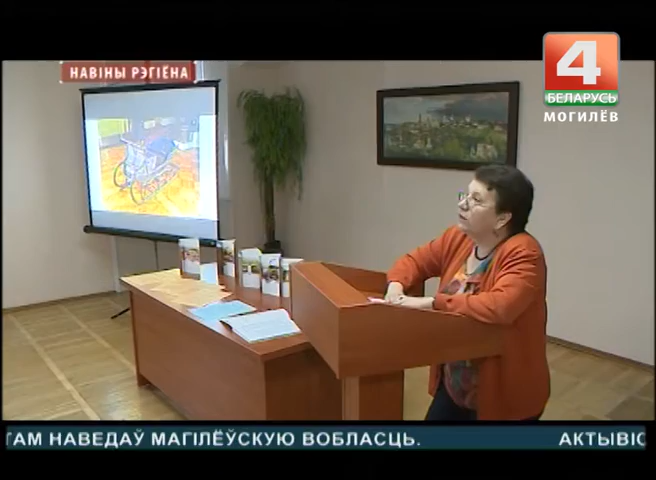 НАВІНЫ РЭГІЁНА
4
БЕЛАРУСЬ
МОГИЛЁВ
ТАМ НАВЕДАЎ МАГІЛЁЎСКУЮ ВОБЛАСЦЬ. АКТЫВІС